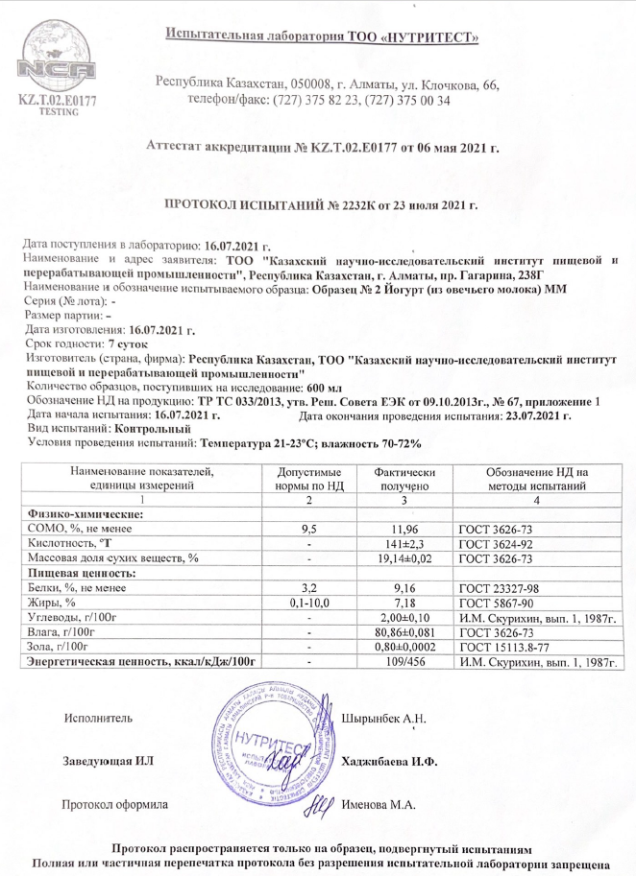 Испытательная лаборатория ТОО «НУТРИТЕСТ»
NCA
KZ.T.02.E0177
TESTING
Республика Казахстан, 050008, г. Алматы, ул. Клочкова, 66,
телефон/факс: (727) 375 82 23, (727) 375 00 34
Аттестат аккредитации № KZ.T.02.E0177 от 06 мая 2021 г.
ПРОТОКОЛ ИСПЫТАНИЙ № 2232К от 23 июля 2021 г.
Дата поступления в лабораторию: 16.07.2021 г.
Наименование и адрес заявителя: ТОО "Казахский научно-исследовательский институт пищевой и
перерабатывающей промышленности", Республика Казахстан, г. Алматы, пр. Гагарина, 238Г
Наименование и обозначение испытываемого образца: Образец № 2 Йогурт (из овечьего молока) ММ
Серия (№ лота): -
Размер партии: –
Дата изготовления: 16.07.2021 г.
Срок годности: 7 суток
Изготовитель (страна, фирма): Республика Казахстан, ТОО "Казахский научно-исследовательский институт
пищевой и перерабатывающей промышленности"
Количество образцов, поступивших на исследование: 600 мл
Обозначение НД на продукцию: ТР ТС 033/2013, утв. Реш. Совета ЕЭК от 09.10.2013г., № 67, приложение 1
Дата начала испытания: 16.07.2021 г. Дата окончания проведения испытания: 23.07.2021 г.
Вид испытаний: Контрольный
Условия проведения испытаний: Температура 21-23ºС; влажность 70-72%
Наименование показателей, Допустимые Фактически Обозначение НД на
единицы измерений нормы по НД получено методы испытаний
1 2 3 4
Физико-химические:
СОМО, %, не менее 9,5 11,96 ГОСТ 3626-73
Кислотность, ºТ - 141±2,3 ГОСТ 3624-92
Массовая доля сухих веществ, % - 19,14±0,02 ГОСТ 3626-73
Пищевая ценность:
Белки, %, не менее 3,2 9,16 ГОСТ 23327-98
Жиры, % 0,1-10,0 7,18 ГОСТ 5867-90
Углеводы, г/100г - 2,00±0,10 И.М. Скурихин, вып. 1, 1987г.
Влага, г/100г - 80,86±0,081 ГОСТ 3626-73
Зола, г/100г - 0,80±0,0002 ГОСТ 15113.8-77
Энергетическая ценность, ккал/кДж/100г - 109/456 И.М. Скурихин, вып. 1, 1987г.
Исполнитель Шырынбек А.Н.
НУТРИТЕСТ
Заведующая ИЛ Хаджибаева И.Ф.
Протокол оформила Именова М.А.
Протокол распространяется только на образец, подвергнутый испытаниям
Полная или частичная перепечатка протокола без разрешения испытательной лаборатории запрещена